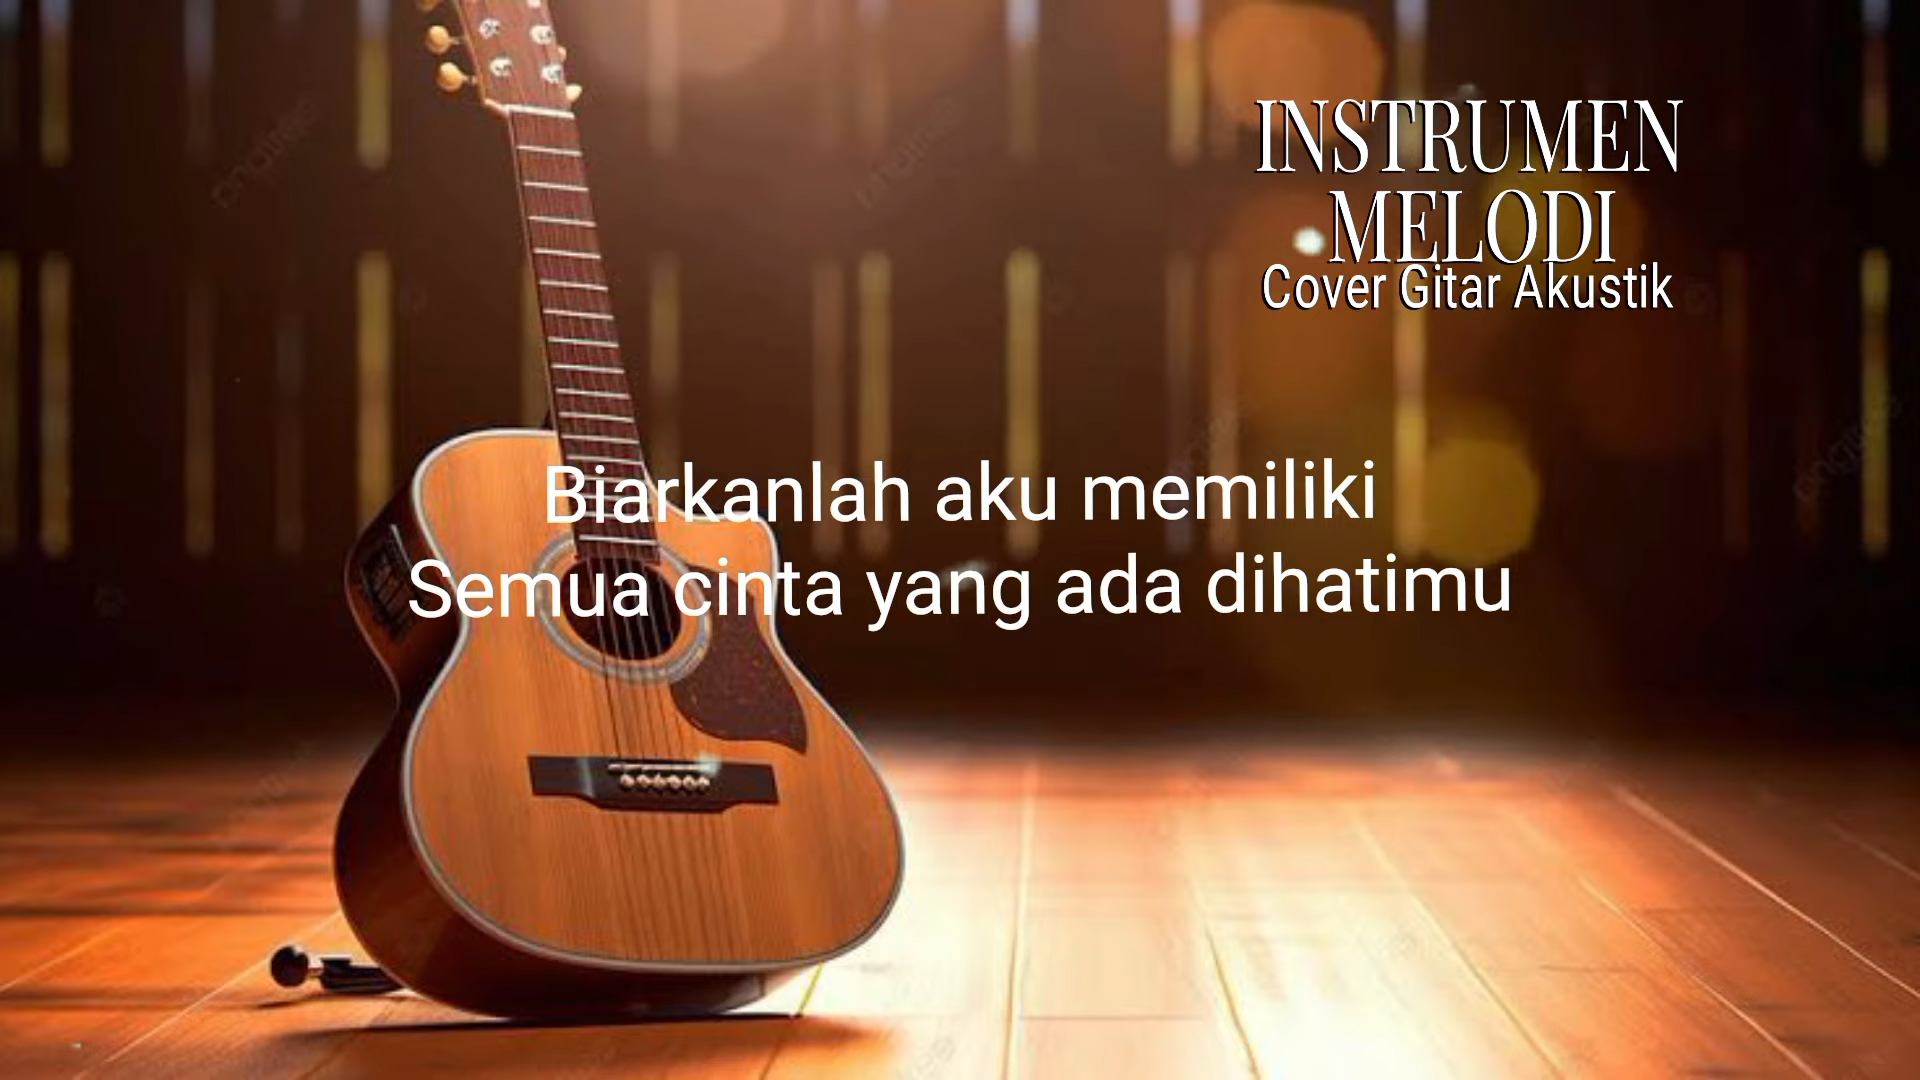 INSTRUMEN
MELODI
Cover Gitar Akustik
Biarkanlah aku memiliki
Semua cinta yang ada dihatimu